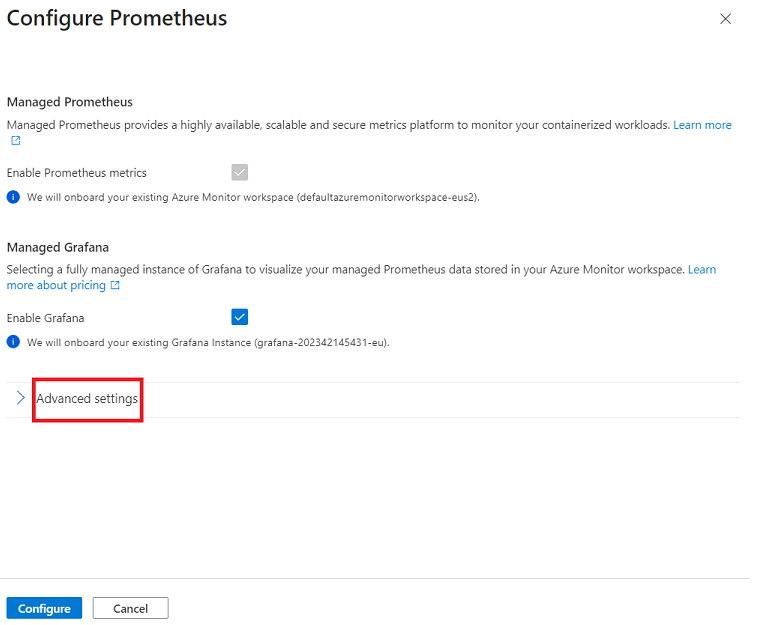 Configure Prometheus
Managed Prometheus
Managed Prometheus provides a highly available, scalable and secure metrics platform to monitor your containerized workloads. Learn more
Enable Prometheus metrics
We will onboard your existing Azure Monitor workspace (defaultazuremonitorworkspace-eus2).
Managed Grafana
Selecting a fully managed instance of Grafana to visualize your managed Prometheus data stored in your Azure Monitor workspace. Learn
more about pricing
Enable Grafana
We will onboard your existing Grafana Instance (grafana-202342145431-eu).
Advanced settings
Configure
Cancel